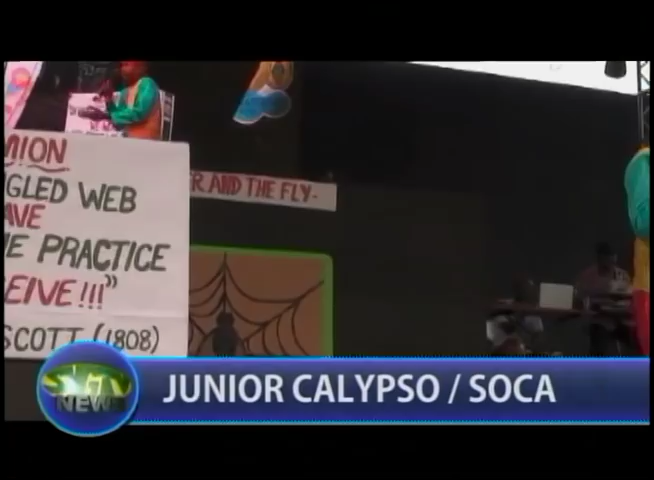 MION
GLED WEB
AVE
E PRACTICE
EIVE!!!"
SCOTT (1808)
R AND THE FLY-
NEWS
JUNIOR CALYPSO / SOCA